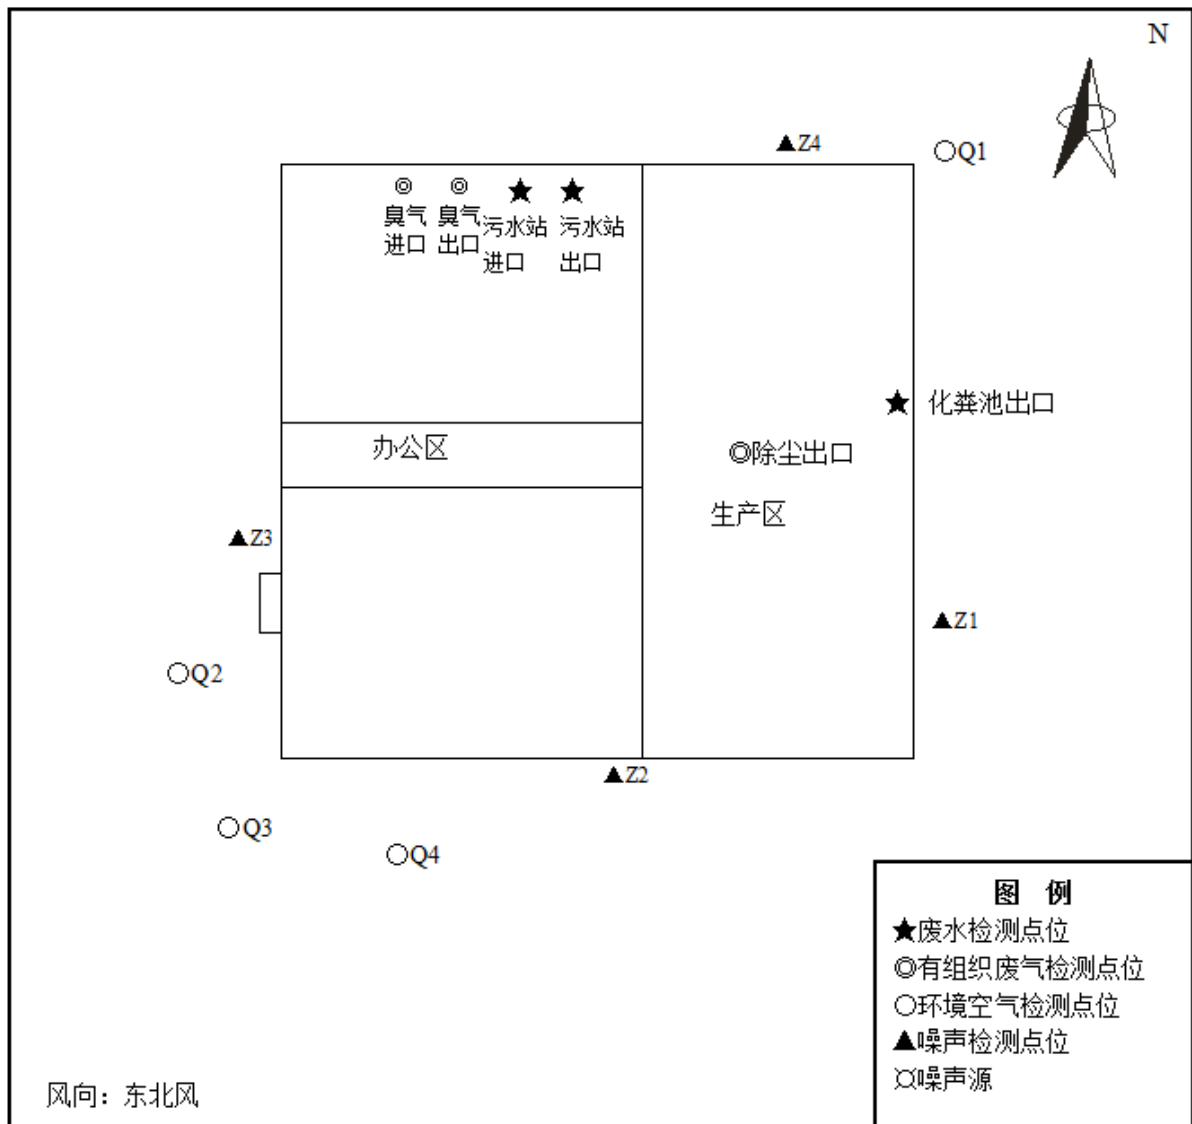 N
▲Z4
○Q1
◎ ◎ ★ ★
臭气
进口
臭气
出口
污水站
进口
污水站
出口
★ 化粪池出口
办公区
◎除尘出口
生产区
▲Z3
▲Z1
○Q2
▲Z2
○Q3
○Q4
图 例
★废水检测点位
◎有组织废气检测点位
○环境空气检测点位
▲噪声检测点位
¤噪声源
风向：东北风